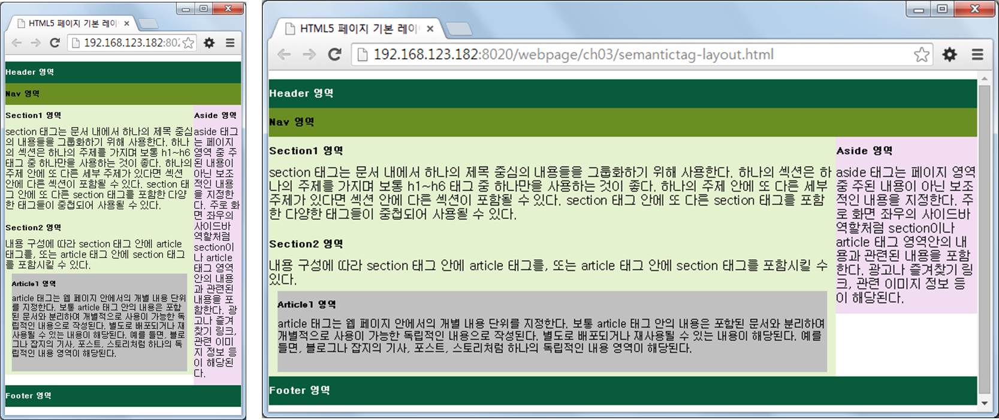 HTML5 페이지 기본 레이
192.168.123.182:802
Header 영역
Nav 영역
Section1 영역
section 태그는 문서 내에서 하나의 제목 중심
의 내용들을 그룹화하기 위해 사용한다. 하나
의 섹션은 하나의 주제를 가지며 보통 h1~h6
태그 중 하나만을 사용하는 것이 좋다. 하나의
주제 안에 또 다른 세부 주제가 있다면 섹션
안에 다른 섹션이 포함될 수 있다. section 태
그 안에 또 다른 section 태그를 포함한 다양
한 태그들이 중첩되어 사용될 수 있다.
Section2 영역
내용 구성에 따라 section 태그 안에 article
태그를, 또는 article 태그 안에 section 태그
를 포함시킬 수 있다.
Article1 영역
article 태그는 웹 페이지 안에서의 개별 내용 단위
를 지정한다. 보통 article 태그 안의 내용은 포함
된 문서와 분리하며 개별적으로 사용이 가능한 독
립적인 내용으로 작성된다. 별도로 배포되거나 재
사용될 수 있는 내용이 해당된다. 예를 들면, 블로
그나 잡지의 기사, 포스트, 스토리처럼 하나의 독
립적인 내용 영역이 해당된다.
Aside 영역
aside 태그
는 페이지
영역 중 주
된 내용이
아닌 보조
적인 내용
을 지정한
다. 주로 화
면 좌우의
사이드바
역할처럼
section이
나 article
태그 영역
안의 내용
과 관련된
내용을 포
함한다. 광
고나 즐겨
찾기 링크,
관련 이미
지 정보 등
이 해당된
다.
Footer 영역
HTML5 페이지 기본 레이
192.168.123.182:8020/webpage/ch03/semantictag-layout.html
Header 영역
Nav 영역
Section1 영역
section 태그는 문서 내에서 하나의 제목 중심의 내용들을 그룹화하기 위해 사용한다. 하나의 섹션은 하
나의 주제를 가지며 보통 h1~h6 태그 중 하나만을 사용하는 것이 좋다. 하나의 주제 안에 또 다른 세부
주제가 있다면 섹션 안에 다른 섹션이 포함될 수 있다. section 태그 안에 또 다른 section 태그를 포함
한 다양한 태그들이 중첩되어 사용될 수 있다.
Section2 영역
내용 구성에 따라 section 태그 안에 article 태그를, 또는 article 태그 안에 section 태그를 포함시킬 수
있다.
Article1 영역
article 태그는 웹 페이지 안에서의 개별 내용 단위를 지정한다. 보통 article 태그 안의 내용은 포함된 문서와 분리하며
개별적으로 사용이 가능한 독립적인 내용으로 작성된다. 별도로 배포되거나 재사용될 수 있는 내용이 해당된다. 예를
들면, 블로그나 잡지의 기사, 포스트, 스토리처럼 하나의 독립적인 내용 영역이 해당된다.
Aside 영역
aside 태그는 페이지 영역
중 주된 내용이 아닌 보조
적인 내용을 지정한다. 주
로 화면 좌우의 사이드바
역할처럼 section이나
article 태그 영역안의 내
용과 관련된 내용을 포함
한다. 광고나 즐겨찾기 링
크, 관련 이미지 정보 등
이 해당된다.
Footer 영역